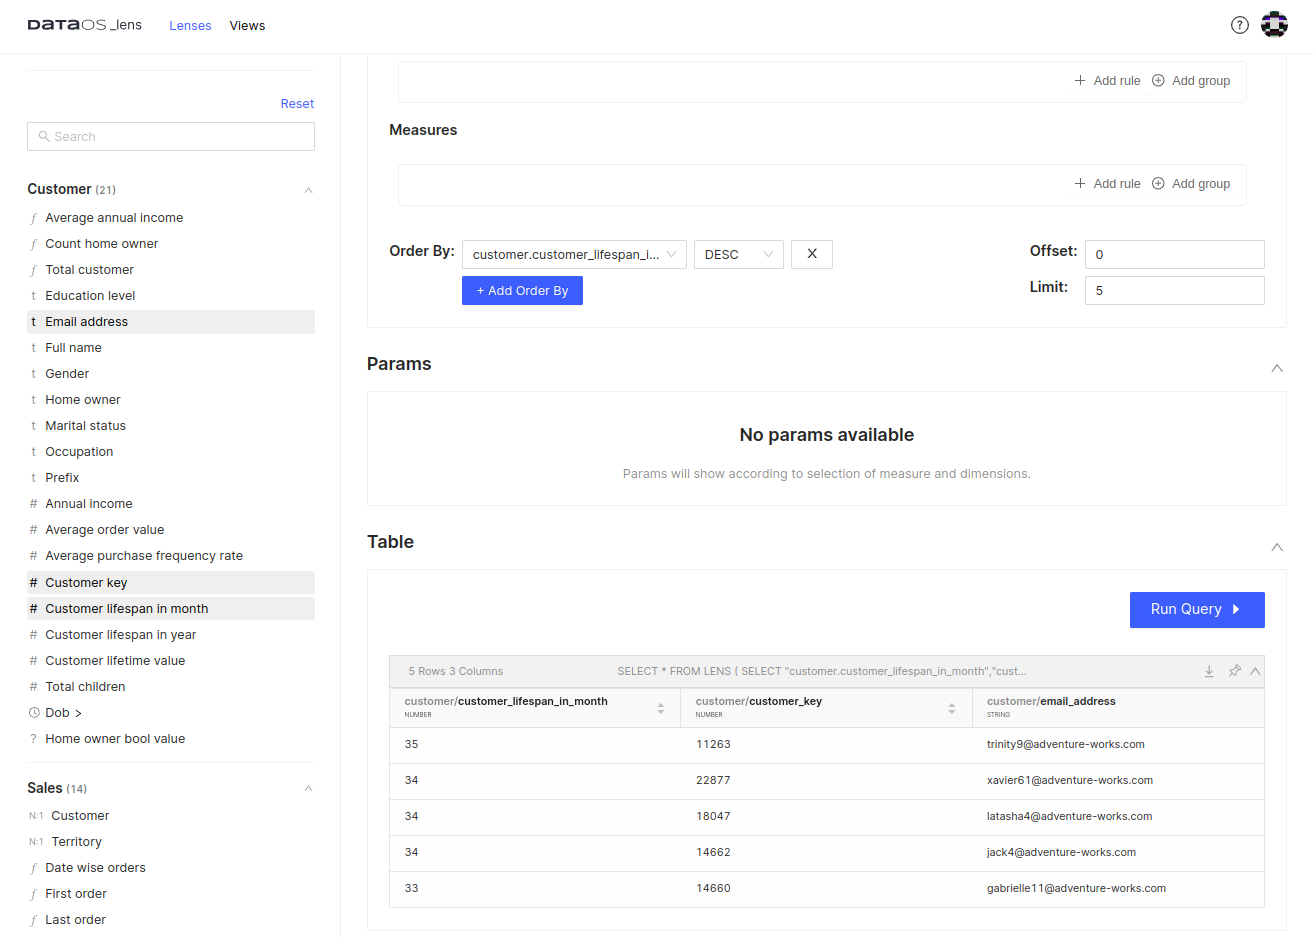 DATAOS _lens
Lenses
Views
?
Reset
Search
Customer (21)
f Average annual income
f Count home owner
f Total customer
t Education level
t Email address
t Full name
t Gender
t Home owner
t Marital status
t Occupation
t Prefix
# Annual income
# Average order value
# Average purchase frequency rate
# Customer key
# Customer lifespan in month
# Customer lifespan in year
# Customer lifetime value
# Total children
Dob >
? Home owner bool value
Sales (14)
N:1 Customer
N:1 Territory
f Date wise orders
f First order
f Last order
+ Add rule Add group
Measures
+ Add rule Add group
Order By: customer.customer_lifespan_i... DESC X
+ Add Order By
Offset: 0
Limit: 5
Params
No params available
Params will show according to selection of measure and dimensions.
Table
Run Query
5 Rows 3 Columns SELECT * FROM LENS ( SELECT "customer.customer_lifespan_in_month","cust...
customer/customer_lifespan_in_month customer/customer_key customer/email_address
NUMBER NUMBER STRING
35 11263 trinity9@adventure-works.com
34 22877 xavier61@adventure-works.com
34 18047 latasha4@adventure-works.com
34 14662 jack4@adventure-works.com
33 14660 gabrielle11@adventure-works.com